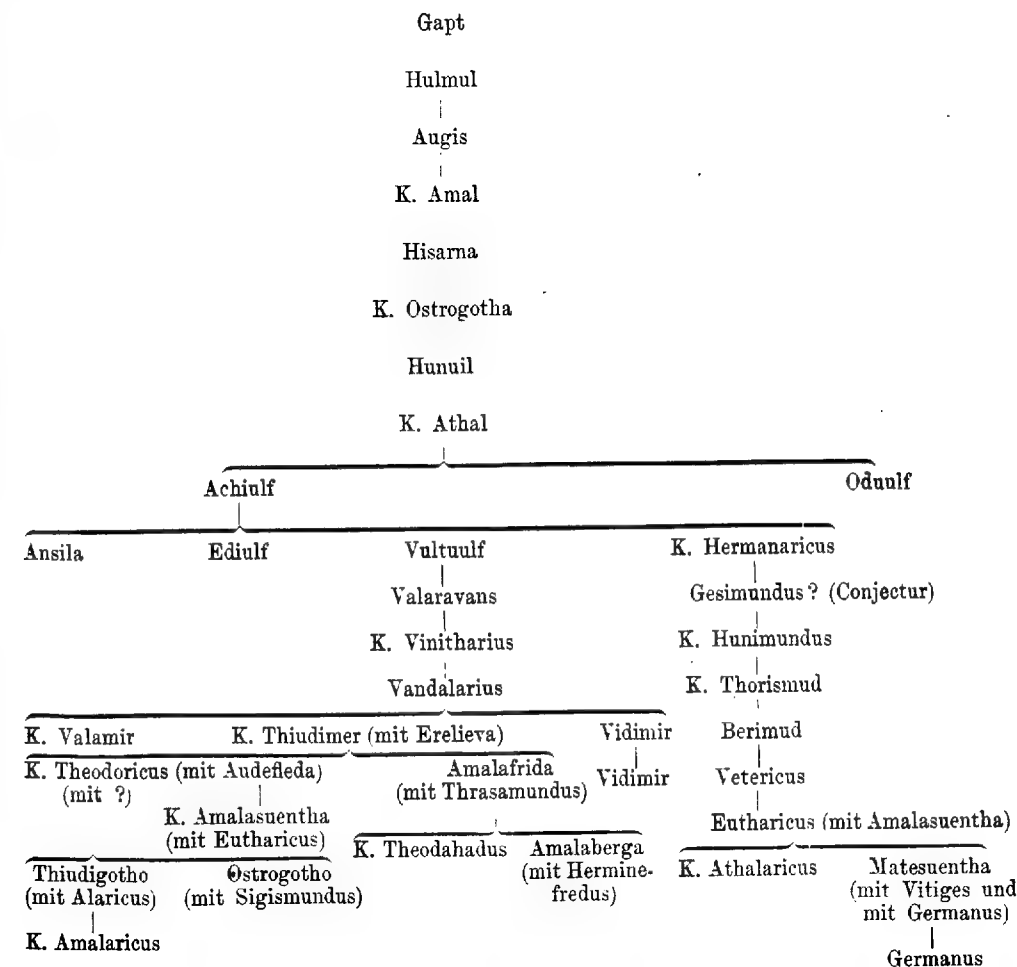 Gapt
Hulmul
Augis
K. Amal
Hisarna
K. Ostrogotha
Hunuil
K. Athal
Achiulf Oduulf
Ansila Ediulf Vultuulf K. Hermanaricus
Valaravans Gesimundus? (Conjectur)
K. Vinitharius K. Hunimundus
Vandalarius K. Thorismud
K. Valamir K. Thiudimer (mit Erelieva) Vidimir Berimud
K. Theodoricus (mit Audefleda) Amalafrida Vidimir Vetericus
(mit ?) (mit Thrasamundus)
K. Amalasuentha Eutharicus (mit Amalasuentha)
(mit Eutharicus) K. Theodahadus Amalaberga K. Athalaricus Matesuentha
Thiudigotho Ostrogotho (mit Hermine- (mit Vitiges und
(mit Alaricus) (mit Sigismundus) fredus) mit Germanus)
K. Amalaricus Germanus